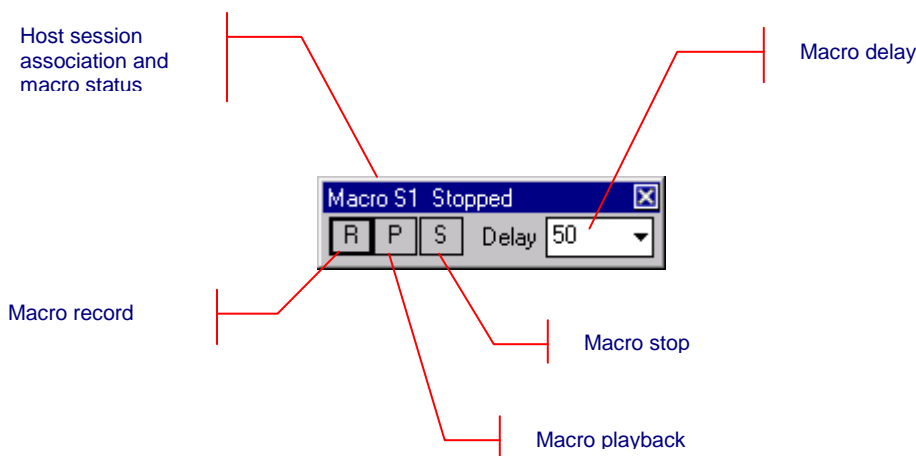 Host session
association and
macro status
Macro delay
Macro S1 Stopped
R P S Delay 50
Macro record
Macro stop
Macro playback